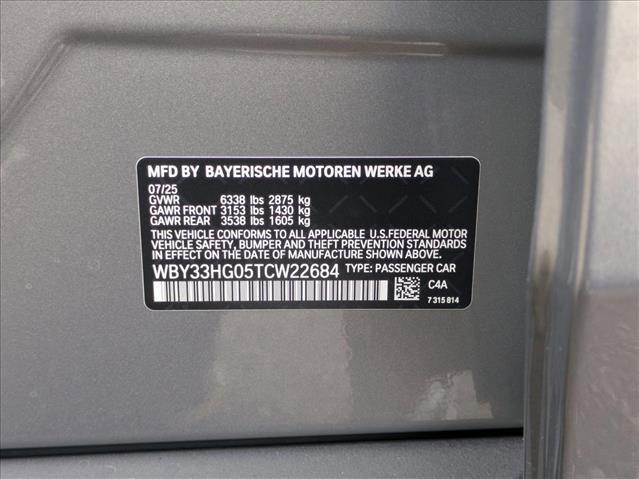 MFD BY BAYERISCHE MOTOREN WERKE AG
07/25
GVWR 6338 lbs 2875 kg
GAWR FRONT 3153 lbs 1430 kg
GAWR REAR 3538 lbs 1605 kg
THIS VEHICLE CONFORMS TO ALL APPLICABLE U.S.FEDERAL MOTOR
VEHICLE SAFETY, BUMPER AND THEFT PREVENTION STANDARDS
IN EFFECT ON THE DATE OF MANUFACTURE SHOWN ABOVE.
WBY33HG05TCW22684 TYPE: PASSENGER CAR
C4A
7 315 814